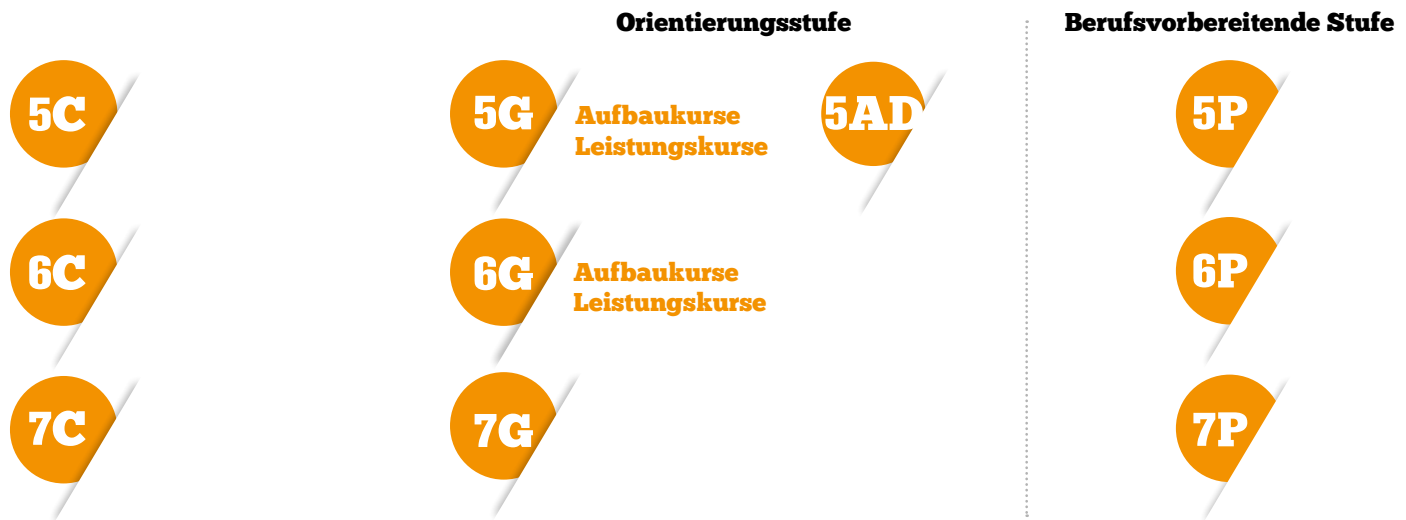 Orientierungsstufe
Berufsvorbereitende Stufe
5C
5G
Aufbaukurse
Leistungskurse
5AD
5P
6C
6G
Aufbaukurse
Leistungskurse
6P
7C
7G
7P